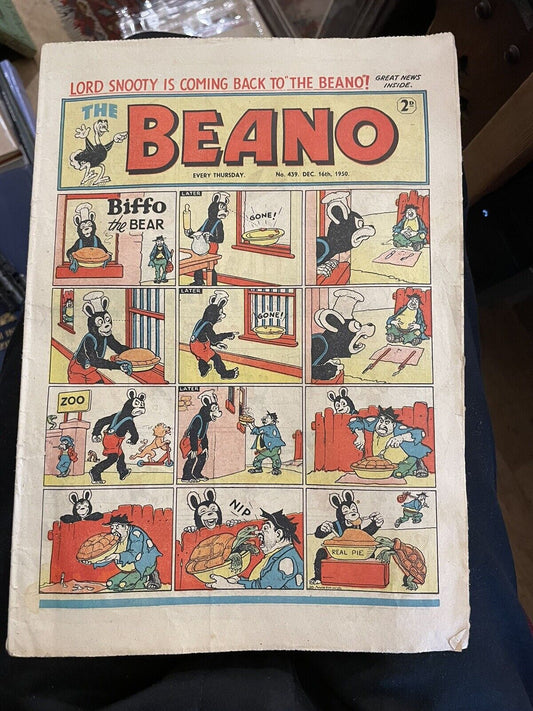 LORD SNOOTY IS COMING BACK TO "THE BEANO"! GREAT NEWS INSIDE.
THE BEANO
2D
EVERY THURSDAY. No. 439. DEC. 16th, 1950.
Biffo the BEAR
LATER
GONE!
LATER
GONE!
ZOO
LATER
NIP
REAL PIE